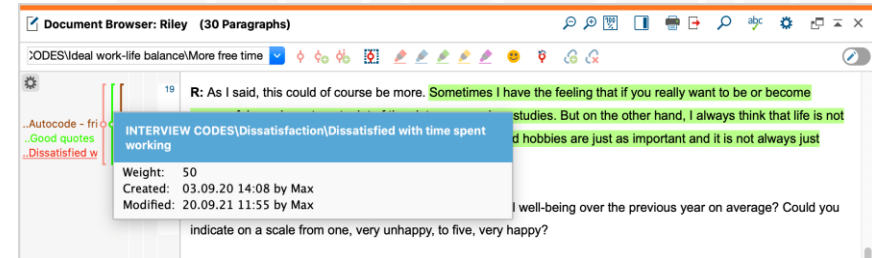 Document Browser: Riley (30 Paragraphs)
ODES\Ideal work-life balance\More free time
abc
19
R: As I said, this could of course be more. Sometimes I have the feeling that if you really want to be or become
studies. But on the other hand, I always think that life is not
d hobbies are just as important and it is not always just
..Autocode - fri
..Good quotes
..Dissatisfied w
INTERVIEW CODES\Dissatisfaction\Dissatisfied with time spent
working
Weight: 50
Created: 03.09.20 14:08 by Max
Modified: 20.09.21 11:55 by Max
l well-being over the previous year on average? Could you
indicate on a scale from one, very unhappy, to five, very happy?